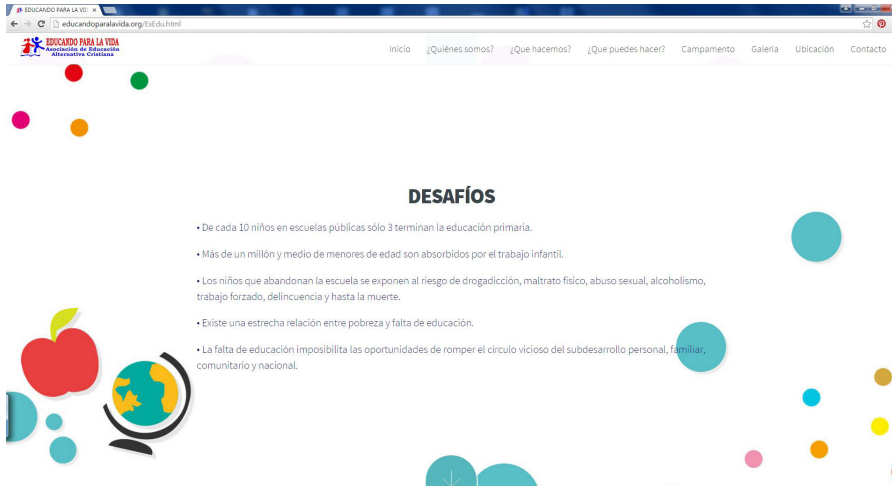 EDUCANDO PARA LA VID
educandoparalavida.org/EsEdu.html
EDUCANDO PARA LA VIDA
Asociación de Educación
Alternativa Cristiana
Inicio ¿Quiénes somos? ¿Que hacemos? ¿Que puedes hacer? Campamento Galeria Ubicación Contacto
DESAFÍOS
• De cada 10 niños en escuelas públicas sólo 3 terminan la educación primaria.
• Más de un millón y medio de menores de edad son absorbidos por el trabajo infantil.
• Los niños que abandonan la escuela se exponen al riesgo de drogadicción, maltrato físico, abuso sexual, alcoholismo,
trabajo forzado, delincuencia y hasta la muerte.
• Existe una estrecha relación entre pobreza y falta de educación.
• La falta de educación imposibilita las oportunidades de romper el circulo vicioso del subdesarrollo personal, familiar,
comunitario y nacional.